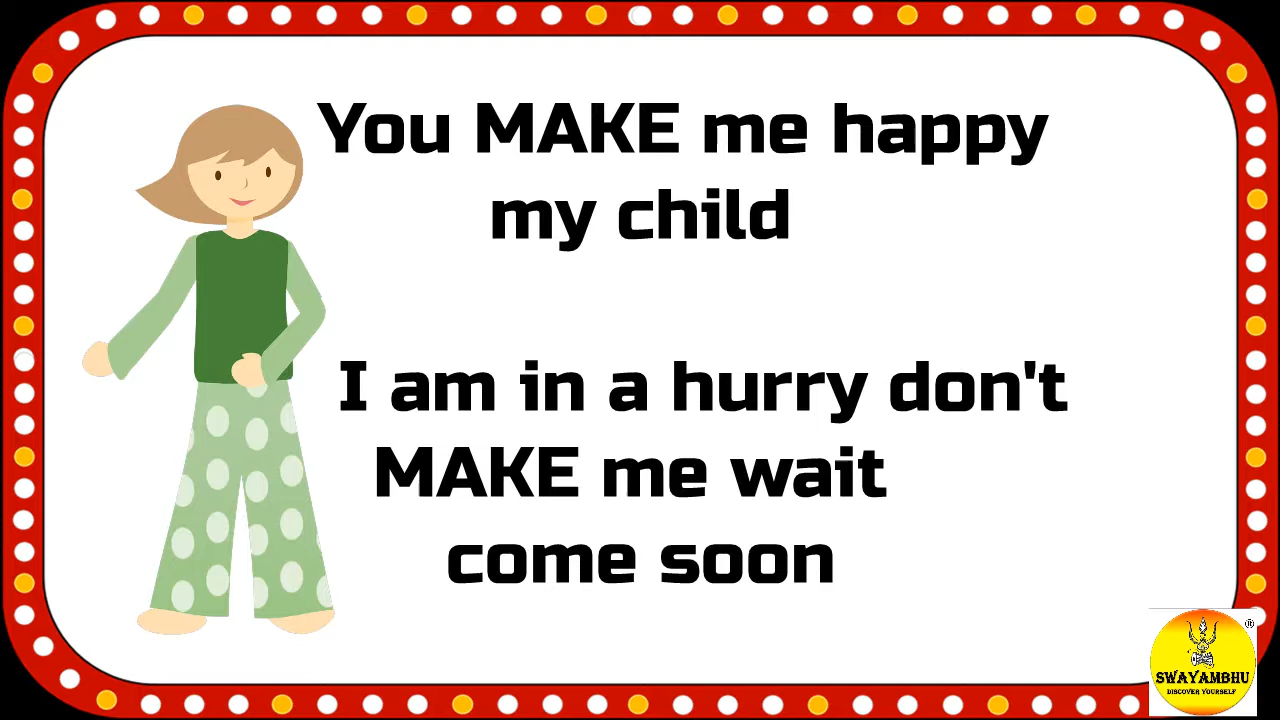 You MAKE me happy
my child
I am in a hurry don't
MAKE me wait
come soon
®
SWAYAMBHU
DISCOVER YOURSELF